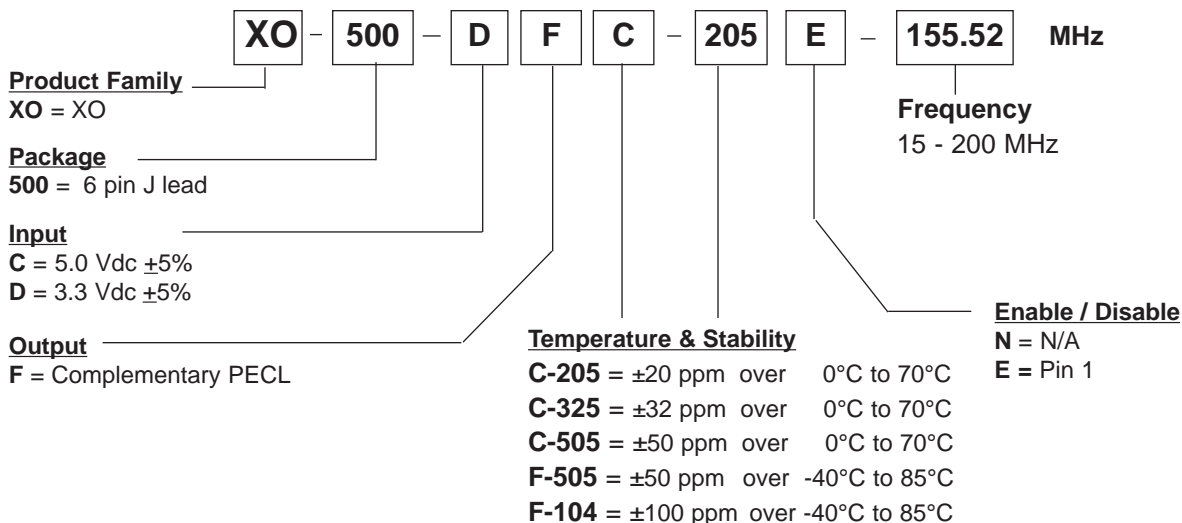 XO - 500 - D F C - 205 E - 155.52 MHz
Product Family
XO = XO
Package
500 = 6 pin J lead
Input
C = 5.0 Vdc ±5%
D = 3.3 Vdc ±5%
Output
F = Complementary PECL
Temperature & Stability
C-205 = ±20 ppm over 0°C to 70°C
C-325 = ±32 ppm over 0°C to 70°C
C-505 = ±50 ppm over 0°C to 70°C
F-505 = ±50 ppm over -40°C to 85°C
F-104 = ±100 ppm over -40°C to 85°C
Enable / Disable
N = N/A
E = Pin 1
Frequency
15 - 200 MHz